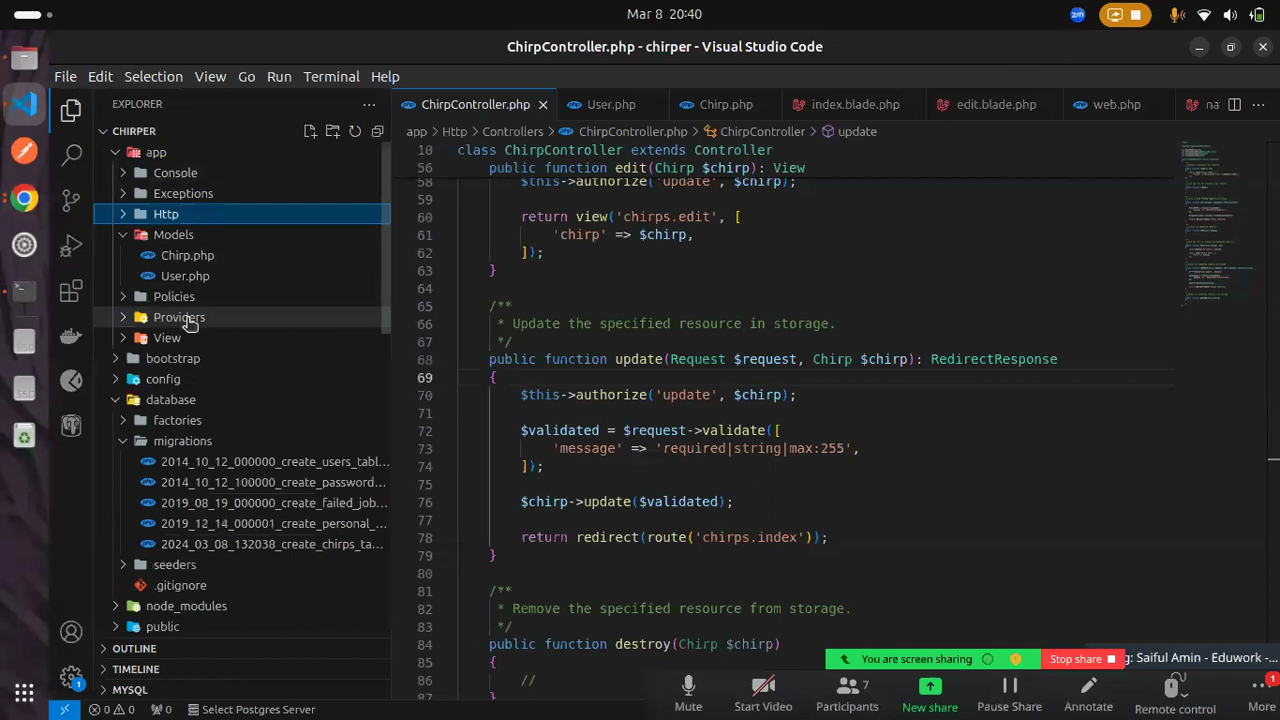 Mar 8 20:40
zm
ChirpController.php - chirper - Visual Studio Code
File Edit Selection View Go Run Terminal Help
EXPLORER
CHIRPER
app
Console
Exceptions
Http
Models
Chirp.php
User.php
Policies
Providers
View
bootstrap
config
database
factories
migrations
2014_10_12_000000_create_users_tabl...
2014_10_12_100000_create_password...
2019_08_19_000000_create_failed_job...
2019_12_14_000001_create_personal_...
2024_03_08_132038_create_chirps_ta...
seeders
.gitignore
node_modules
public
OUTLINE
TIMELINE
MYSQL
ChirpController.php User.php Chirp.php index.blade.php edit.blade.php web.php na
app > Http > Controllers > ChirpController.php > ChirpController > update
10 class ChirpController extends Controller
56 public function edit(Chirp $chirp): View
58 $this->authorize('update', $chirp);
60 return view('chirps.edit', [
61 'chirp' => $chirp,
62 ]);
63 }
64
65 /**
66 * Update the specified resource in storage.
67 */
68 public function update(Request $request, Chirp $chirp): RedirectResponse
69 {
70 $this->authorize('update', $chirp);
71
72 $validated = $request->validate([
73 'message' => 'required|string|max:255',
74 ]);
75
76 $chirp->update($validated);
77
78 return redirect(route('chirps.index'));
79 }
80
81 /**
82 * Remove the specified resource from storage.
83 */
84 public function destroy(Chirp $chirp)
85 {
86 //
87 }
g: Saiful Amin - Eduwork -...
You are screen sharing Stop share
Mute Start Video Participants 7 New share Pause Share Annotate Remote control More 1
1
0 0 0 Select Postgres Server